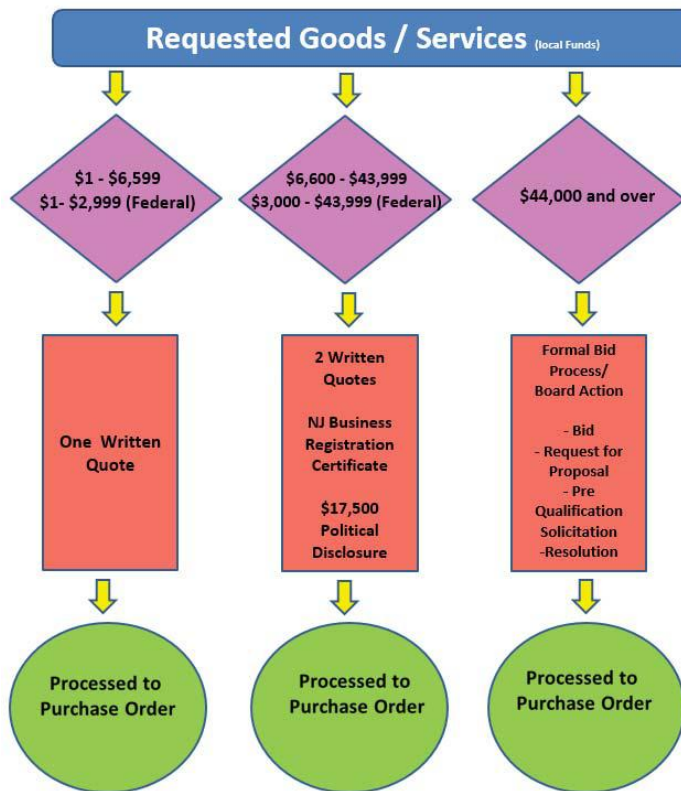 Requested Goods / Services (local Funds)
$1 - $6,599
$1- $2,999 (Federal)
$6,600 - $43,999
$3,000 - $43,999 (Federal)
$44,000 and over
One Written
Quote
2 Written
Quotes
NJ Business
Registration
Certificate
$17,500
Political
Disclosure
Formal Bid
Process/
Board Action
- Bid
- Request for
Proposal
- Pre
Qualification
Solicitation
-Resolution
Processed to
Purchase Order
Processed to
Purchase Order
Processed to
Purchase Order